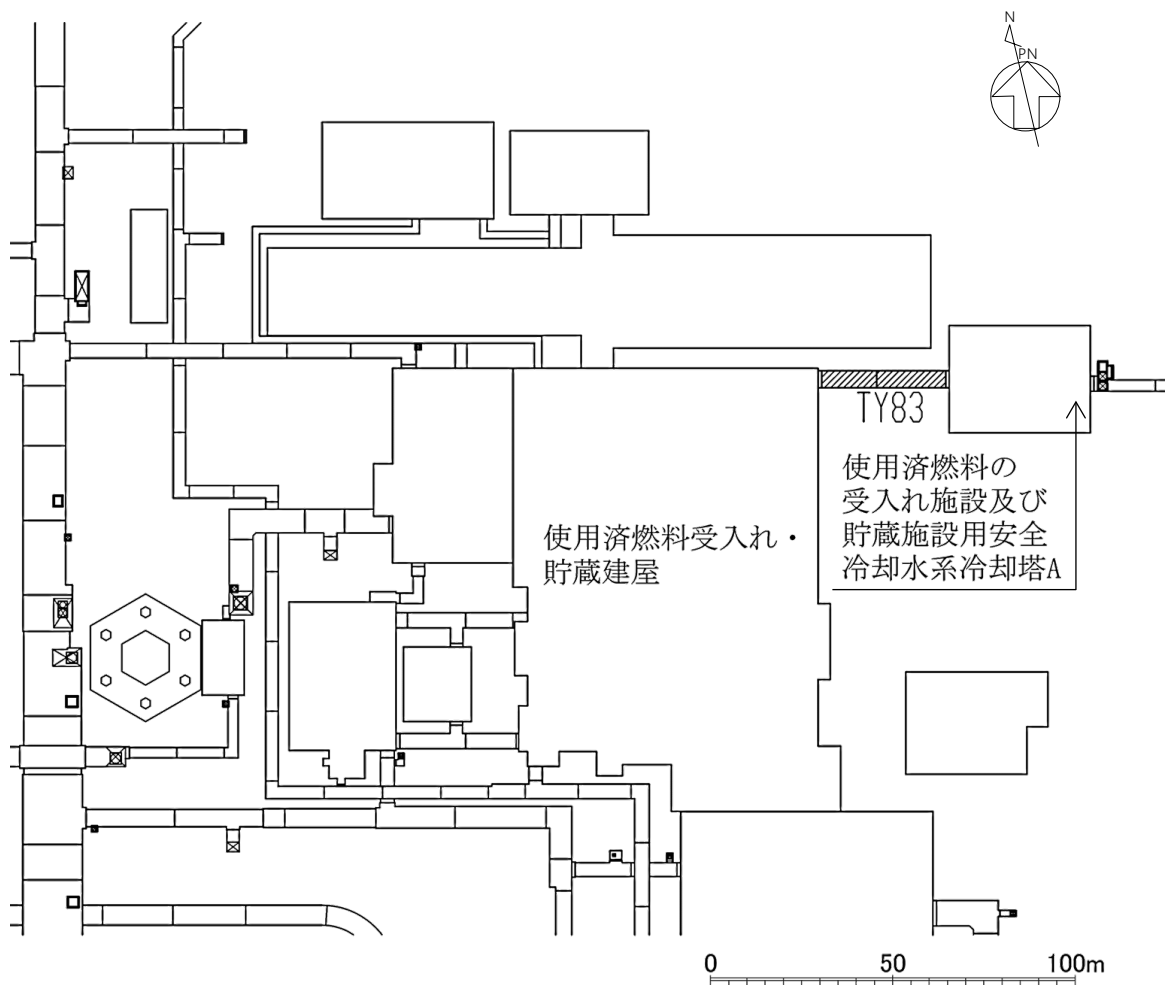 N
PN
TY83
使用済燃料の
受入れ施設及び
貯蔵施設用安全
冷却水系冷却塔A
使用済燃料受入れ・
貯蔵建屋
0 50 100m